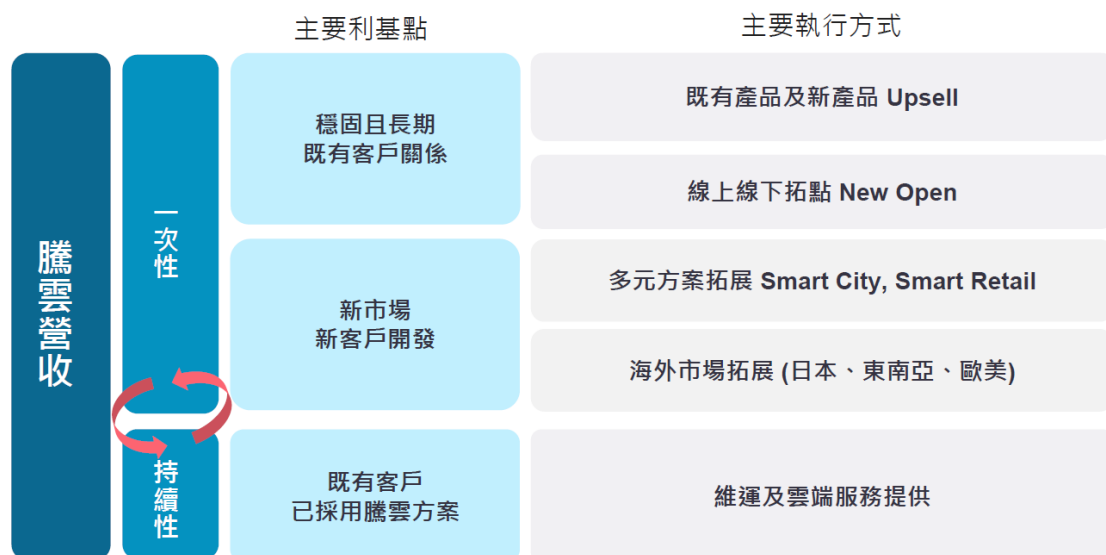 主要利基點
主要執行方式
騰雲營收
一次性
穩固且長期
既有客戶關係
既有產品及新產品 Upsell
線上線下拓點 New Open
新市場
新客戶開發
多元方案拓展 Smart City, Smart Retail
海外市場拓展 (日本、東南亞、歐美)
持續性
既有客戶
已採用騰雲方案
維運及雲端服務提供